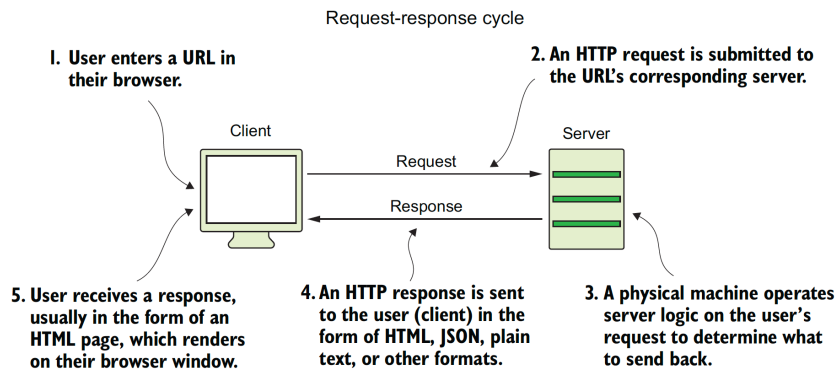 Request-response cycle
1. User enters a URL in
their browser.
2. An HTTP request is submitted to
the URL's corresponding server.
Client
Server
Request
Response
5. User receives a response,
usually in the form of an
HTML page, which renders
on their browser window.
4. An HTTP response is sent
to the user (client) in the
form of HTML, JSON, plain
text, or other formats.
3. A physical machine operates
server logic on the user's
request to determine what
to send back.